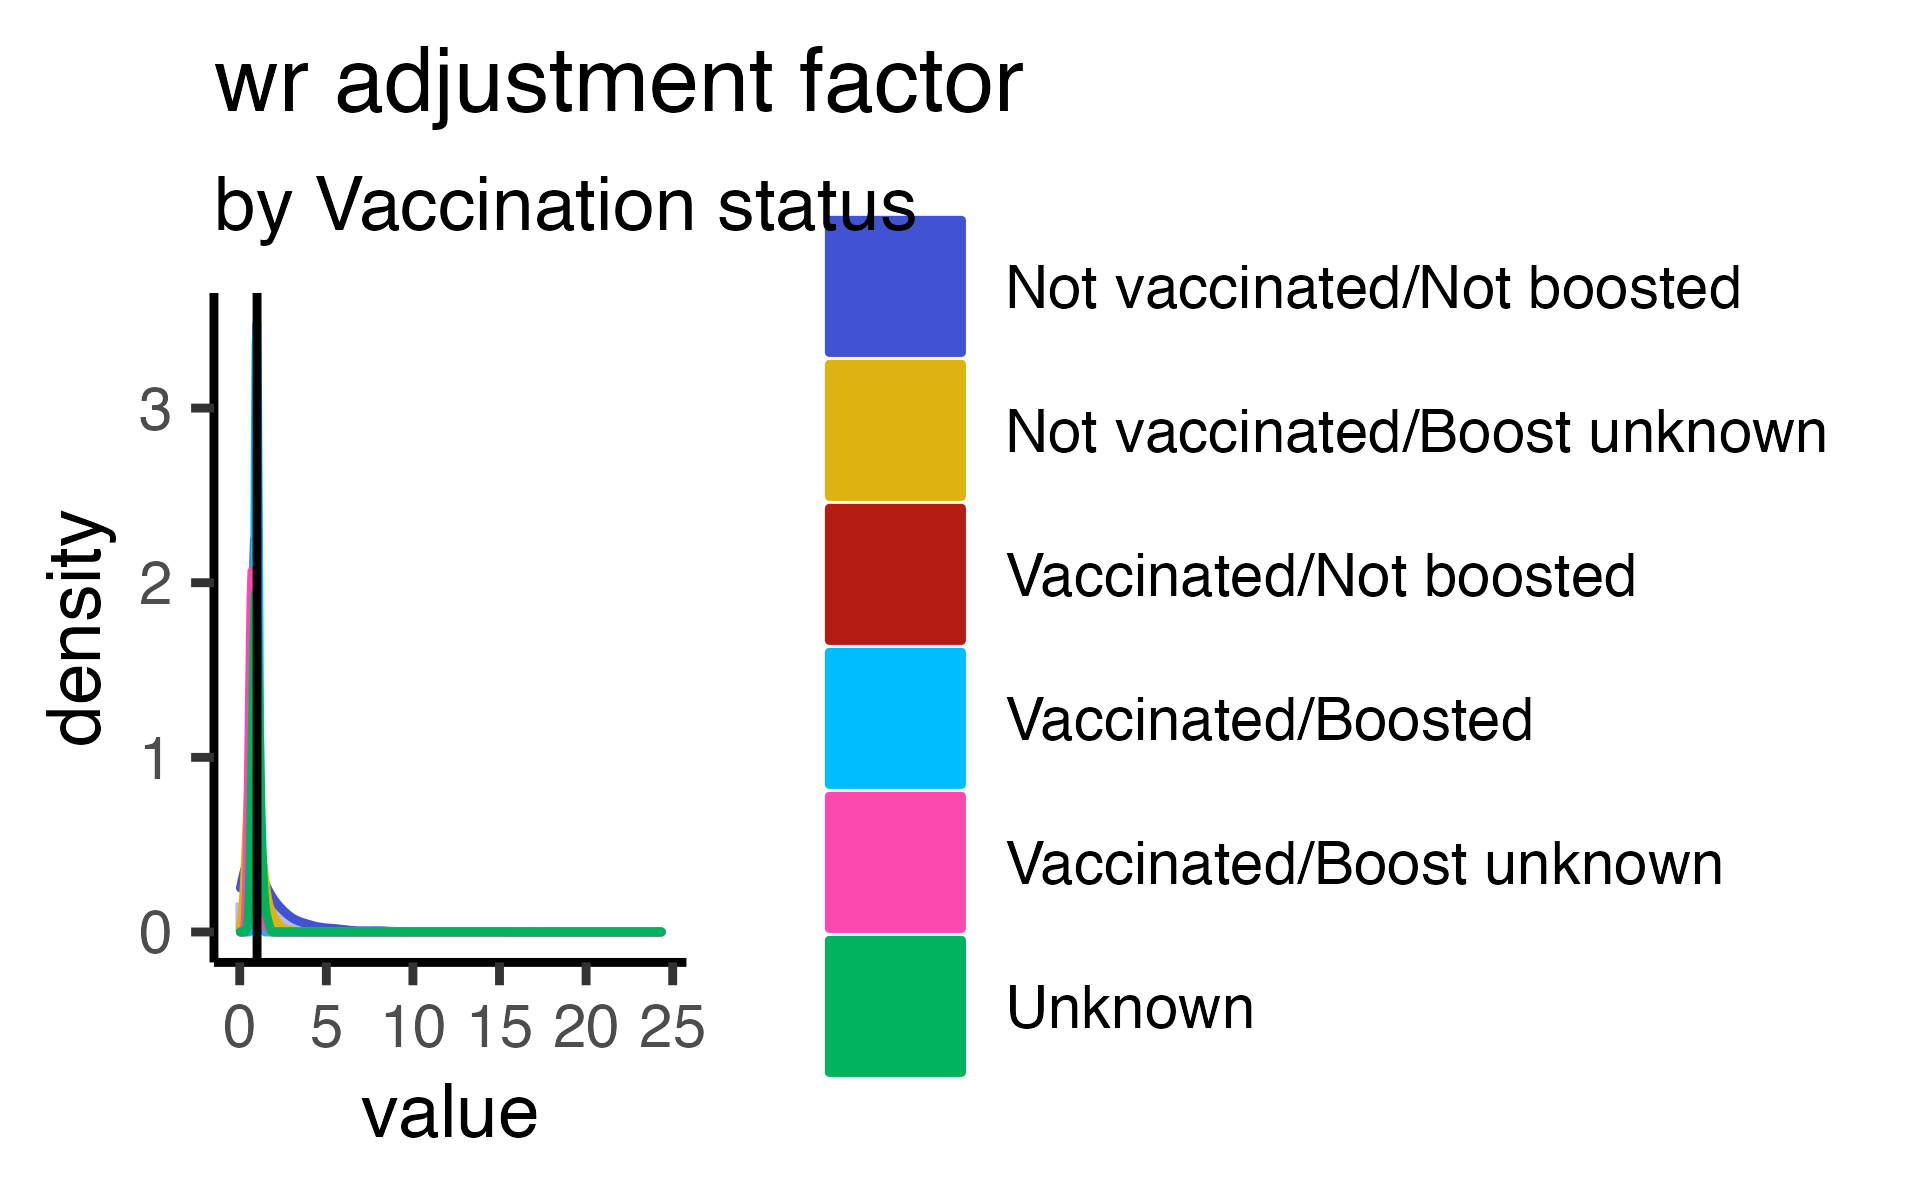 wr adjustment factor
by Vaccination status
Not vaccinated/Not boosted
Not vaccinated/Boost unknown
Vaccinated/Not boosted
Vaccinated/Boosted
Vaccinated/Boost unknown
Unknown
density
3
2
1
0
0 5 10 15 20 25
value